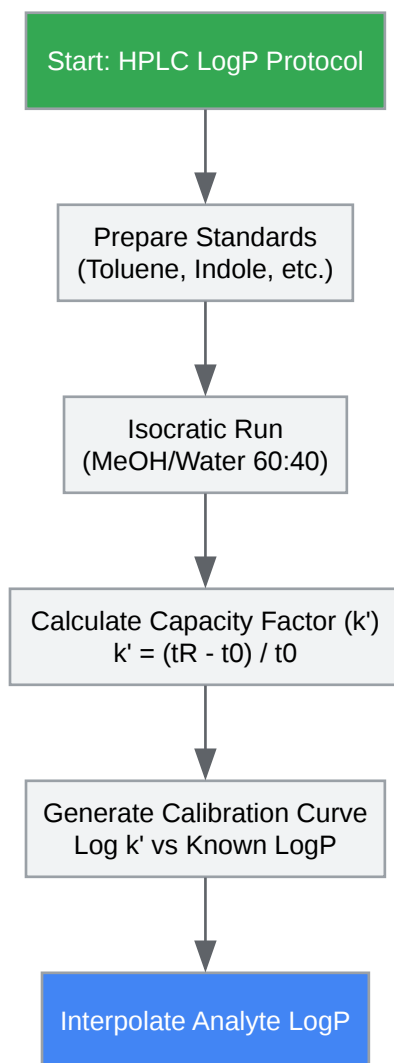 Start: HPLC LogP Protocol
Prepare Standards
(Toluene, Indole, etc.)
Isocratic Run
(MeOH/Water 60:40)
Calculate Capacity Factor (k')
k' = (tR - t0) / t0
Generate Calibration Curve
Log k' vs Known LogP
Interpolate Analyte LogP